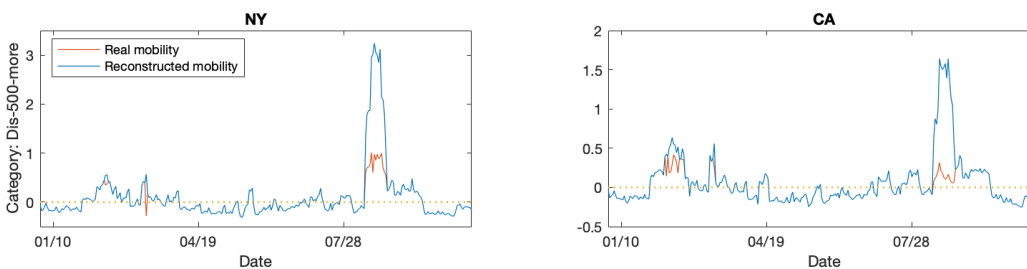 NY
Category: Dis-500-more
3
2
1
0
Real mobility
Reconstructed mobility
01/10
04/19
07/28
Date
CA
2
1.5
1
0.5
0
-0.5
01/10
04/19
07/28
Date